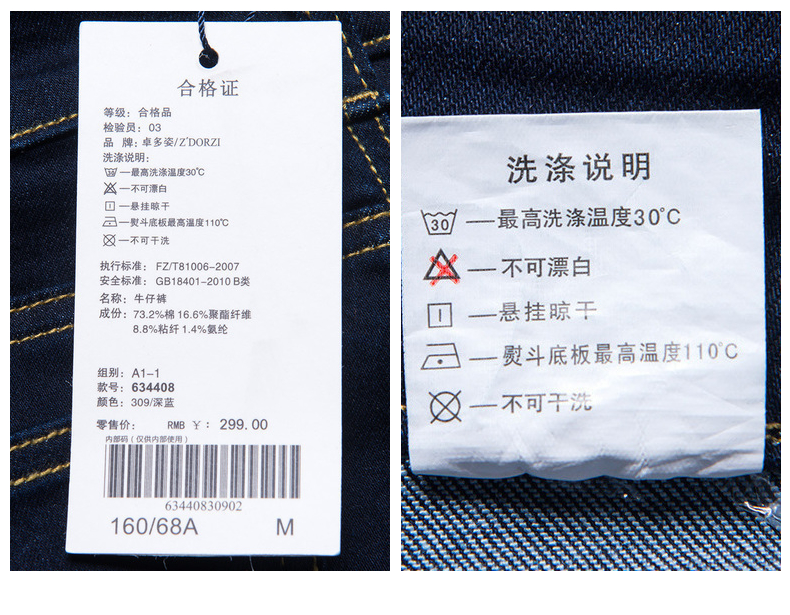 合格证
等级：合格品
检验员：03
品 牌：卓多姿/Z'DORZI
洗涤说明：
30 —最高洗涤温度30℃
—不可漂白
—悬挂晾干
—熨斗底板最高温度110℃
—不可干洗
执行标准： FZ/T81006-2007
安全标准： GB18401-2010 B类
名称：牛仔裤
成份：73.2%棉 16.6%聚酯纤维
8.8%粘纤 1.4%氨纶
组别：A1-1
款号：634408
颜色：309/深蓝
零售价： RMB ￥：299.00
内部码（仅供内部使用）
63440830902
160/68A M
洗涤说明
30 —最高洗涤温度30℃
—不可漂白
—悬挂晾干
—熨斗底板最高温度110℃
—不可干洗